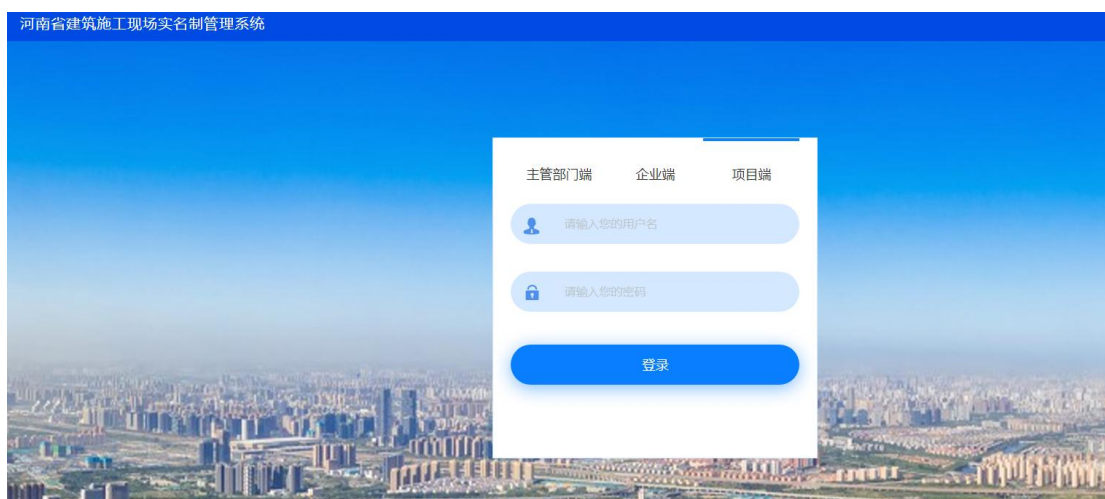 河南省建筑施工现场实名制管理系统
主管部门端 企业端 项目端
请输入您的用户名
请输入您的密码
登录